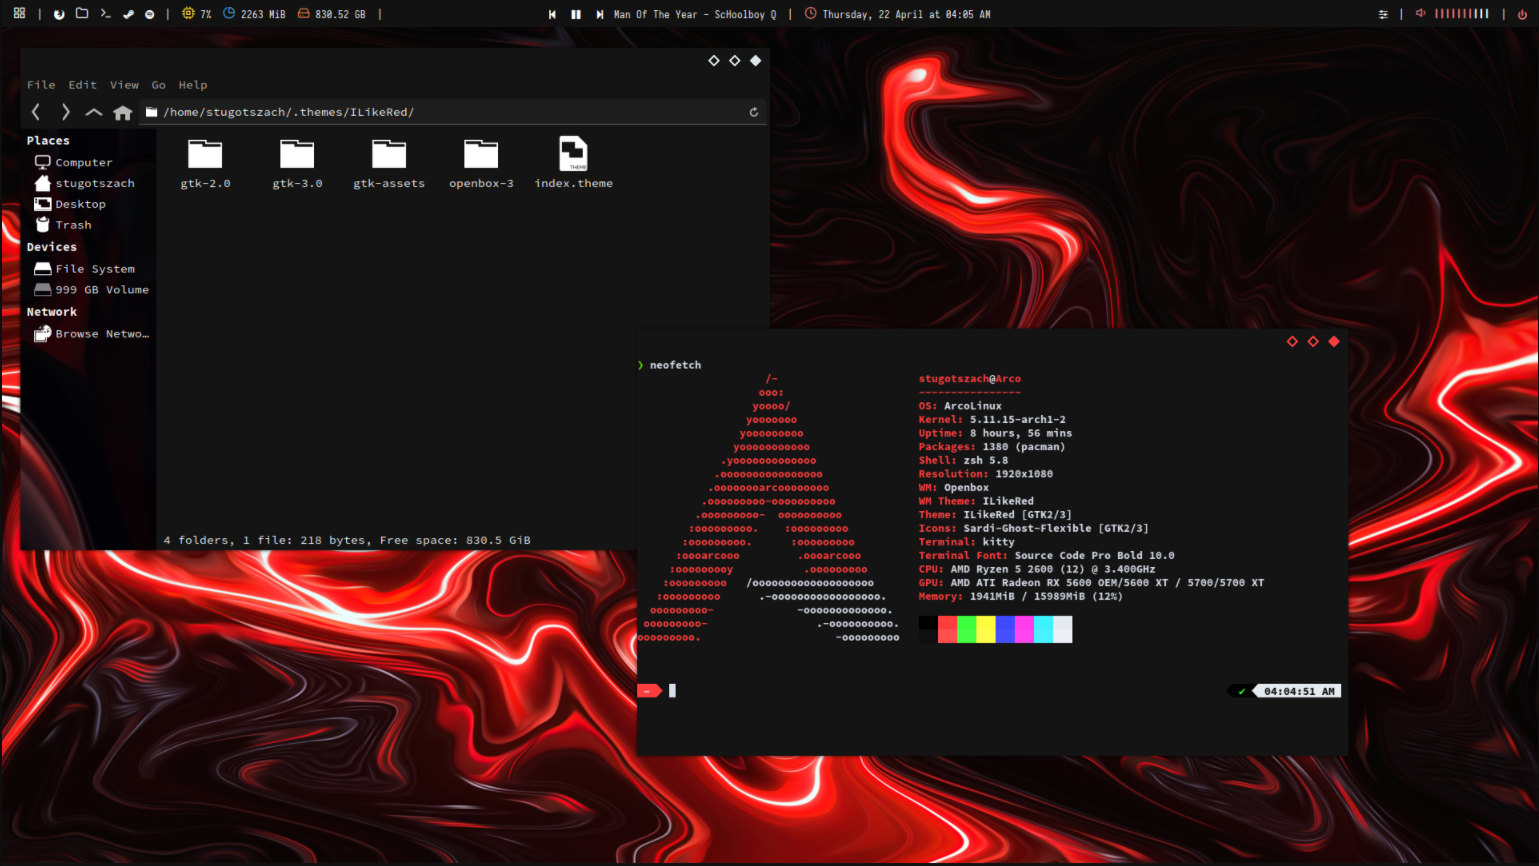 7% 2263 MiB 830.52 GB | Man Of The Year - ScHoolboy Q | Thursday, 22 April at 04:05 AM
File Edit View Go Help
/home/stugotszach/.themes/ILikeRed/
Places
Computer
stugotszach
Desktop
Trash
Devices
File System
999 GB Volume
Network
Browse Netwo…
gtk-2.0 gtk-3.0 gtk-assets openbox-3 index.theme
THEME
4 folders, 1 file: 218 bytes, Free space: 830.5 GiB
❯ neofetch
/-
ooo:
yoooo/
yooooooo
yooooooooo
yooooooooooo
.yooooooooooooo
.oooooooooooooooo
.oooooooarcoooooooo
.ooooooooo-oooooooooo
.ooooooooo-  oooooooooo
:ooooooooo.    :ooooooooo
:ooooooooo.      :ooooooooo
:oooarcooo         .oooarcooo
:ooooooooy           .ooooooooo
:ooooooooo   /ooooooooooooooooooo
:ooooooooo      .-ooooooooooooooooo.
ooooooooo-             -ooooooooooooo.
ooooooooo-                 .-oooooooooo.
ooooooooo.                     -ooooooooo
stugotszach@Arco
----------------
OS: ArcoLinux
Kernel: 5.11.15-arch1-2
Uptime: 8 hours, 56 mins
Packages: 1380 (pacman)
Shell: zsh 5.8
Resolution: 1920x1080
WM: Openbox
WM Theme: ILikeRed
Theme: ILikeRed [GTK2/3]
Icons: Sardi-Ghost-Flexible [GTK2/3]
Terminal: kitty
Terminal Font: Source Code Pro Bold 10.0
CPU: AMD Ryzen 5 2600 (12) @ 3.400GHz
GPU: AMD ATI Radeon RX 5600 OEM/5600 XT / 5700/5700 XT
Memory: 1941MiB / 15989MiB (12%)
~ ✔ 04:04:51 AM